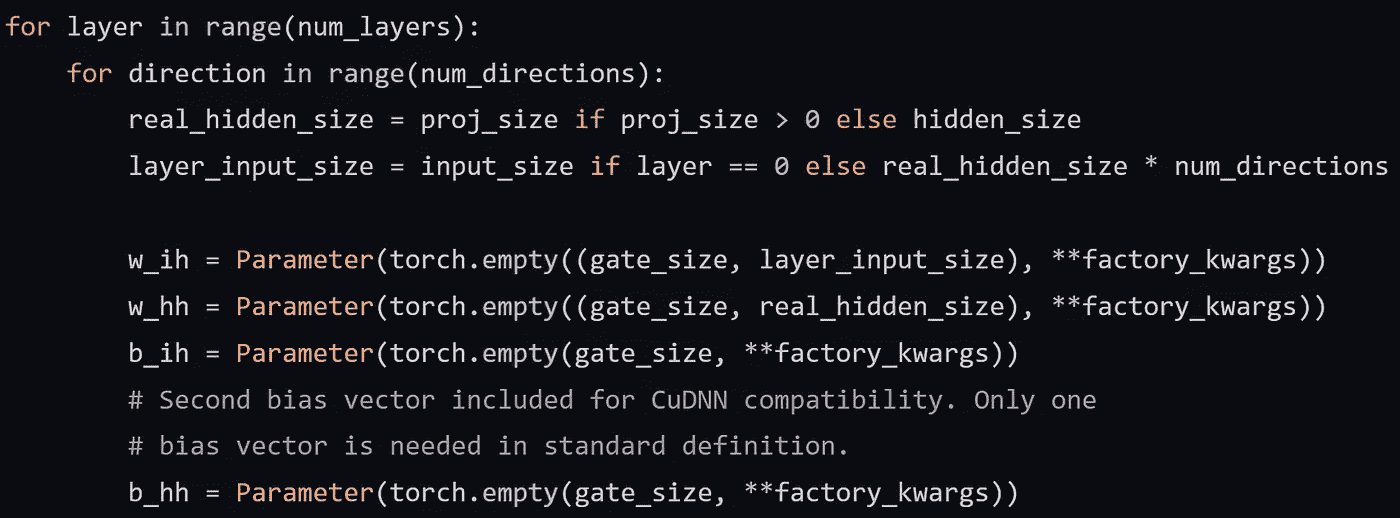 for layer in range(num_layers):
    for direction in range(num_directions):
        real_hidden_size = proj_size if proj_size > 0 else hidden_size
        layer_input_size = input_size if layer == 0 else real_hidden_size * num_directions

        w_ih = Parameter(torch.empty((gate_size, layer_input_size), **factory_kwargs))
        w_hh = Parameter(torch.empty((gate_size, real_hidden_size), **factory_kwargs))
        b_ih = Parameter(torch.empty(gate_size, **factory_kwargs))
        # Second bias vector included for CuDNN compatibility. Only one
        # bias vector is needed in standard definition.
        b_hh = Parameter(torch.empty(gate_size, **factory_kwargs))